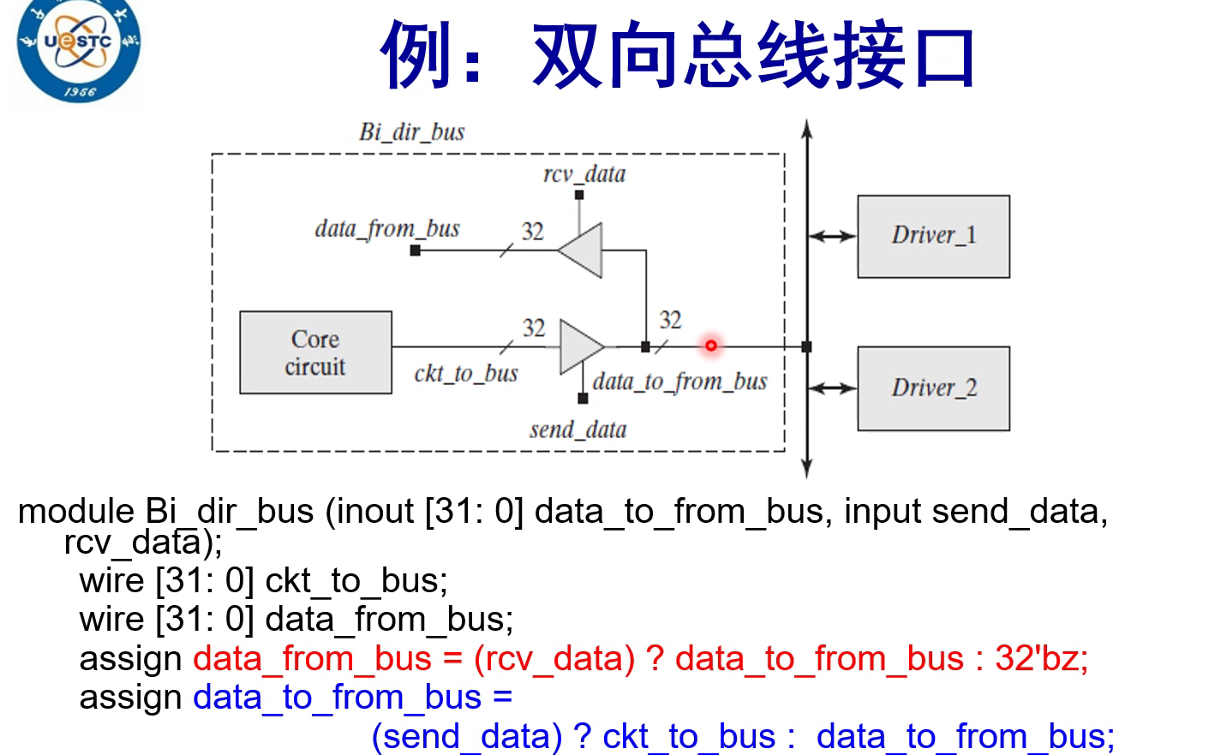 UESTC
1956
例：双向总线接口
Bi_dir_bus
rcv_data
data_from_bus
32
Driver_1
Core
circuit
32
ckt_to_bus
32
data_to_from_bus
send_data
Driver_2
module Bi_dir_bus (inout [31: 0] data_to_from_bus, input send_data,
rcv_data);
wire [31: 0] ckt_to_bus;
wire [31: 0] data_from_bus;
assign data_from_bus = (rcv_data) ? data_to_from_bus : 32'bz;
assign data_to_from_bus =
(send_data) ? ckt_to_bus : data_to_from_bus;